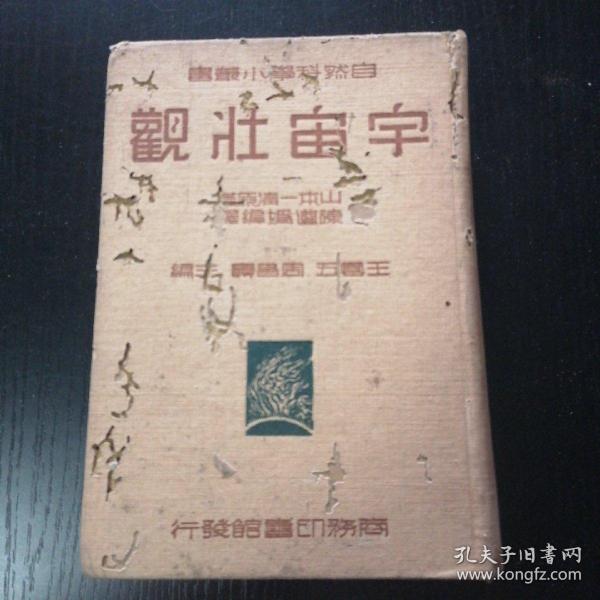 自然科學小叢書
宇宙壯觀
山本一清原著
陳遵嬀編譯
王雲五 周昌壽 主編
商務印書館發行
孔夫子旧书网
www.kongfz.com